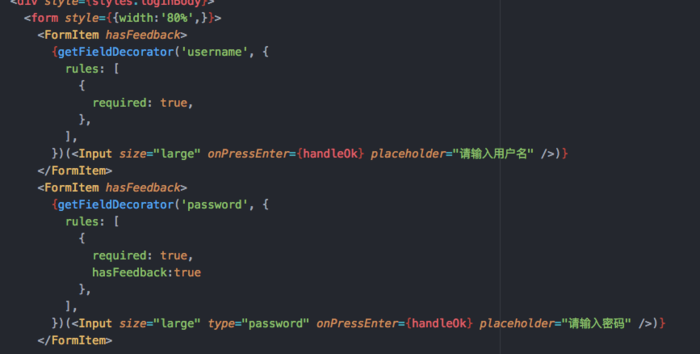 <div style={styles.loginBody}>
<form style={{width:'80%',}}>
<FormItem hasFeedback>
{getFieldDecorator('username', {
rules: [
{
required: true,
},
],
})(<Input size="large" onPressEnter={handleOk} placeholder="请输入用户名" />)}
</FormItem>
<FormItem hasFeedback>
{getFieldDecorator('password', {
rules: [
{
required: true,
hasFeedback:true
},
],
})(<Input size="large" type="password" onPressEnter={handleOk} placeholder="请输入密码" />)}
</FormItem>